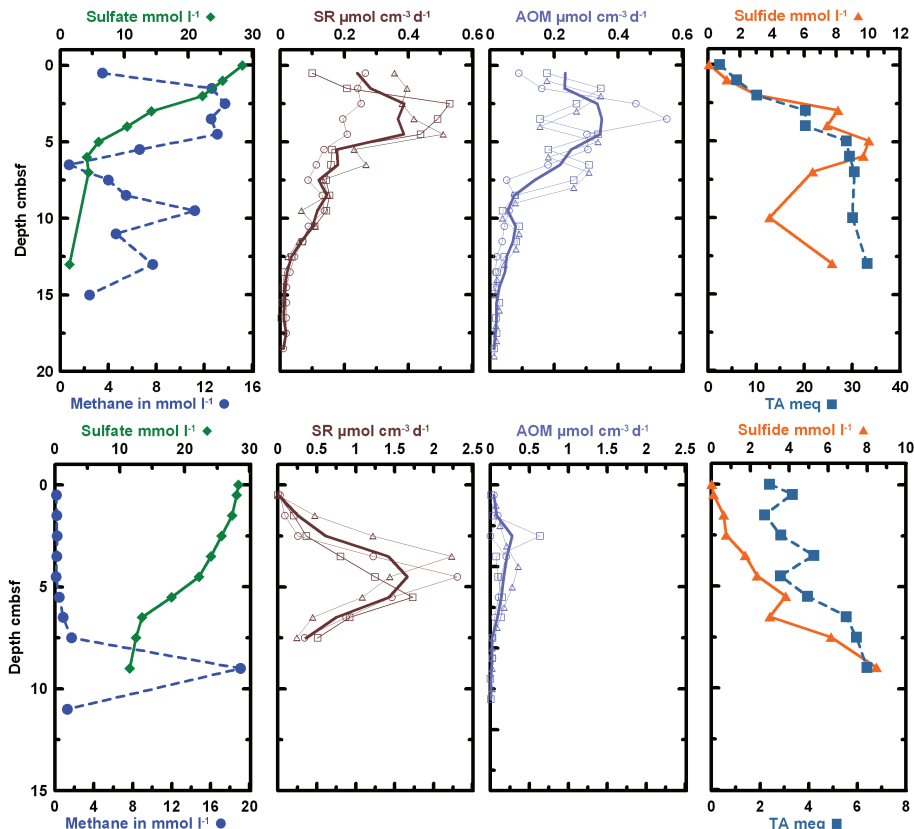 Sulfate mmol l⁻¹ ◆
SR µmol cm⁻³ d⁻¹
AOM µmol cm⁻³ d⁻¹
Sulfide mmol l⁻¹ ▲
0 5 10 15 20 25 30
0 0.2 0.4 0.6
0 0.2 0.4 0.6
0 2 4 6 8 10 12
0
5
10
15
20
Depth cmbsf
0 4 8 12 16
0 10 20 30 40
Methane in mmol l⁻¹ ●
TA meq ■
Sulfate mmol l⁻¹ ◆
SR µmol cm⁻³ d⁻¹
AOM µmol cm⁻³ d⁻¹
Sulfide mmol l⁻¹ ▲
0 10 20 30
0 0.5 1 1.5 2 2.5
0 0.5 1 1.5 2 2.5
0 2 4 6 8 10
0
5
10
15
Depth cmbsf
0 4 8 12 16 20
0 2 4 6 8
Methane in mmol l⁻¹ ●
TA meq ■